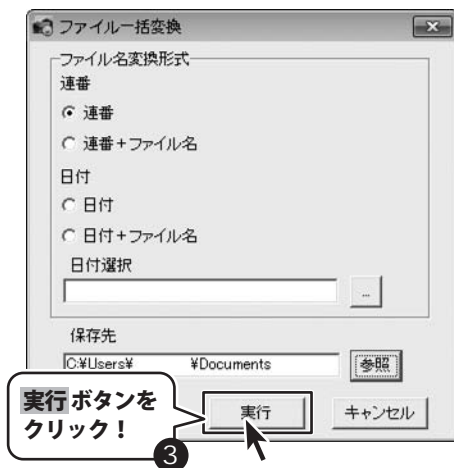 ファイル一括変換
ファイル名変換形式
連番
連番
連番+ファイル名
日付
日付
日付+ファイル名
日付選択
...
保存先
C:¥Users¥ ¥Documents
参照
実行
キャンセル
実行ボタンを
クリック!
3